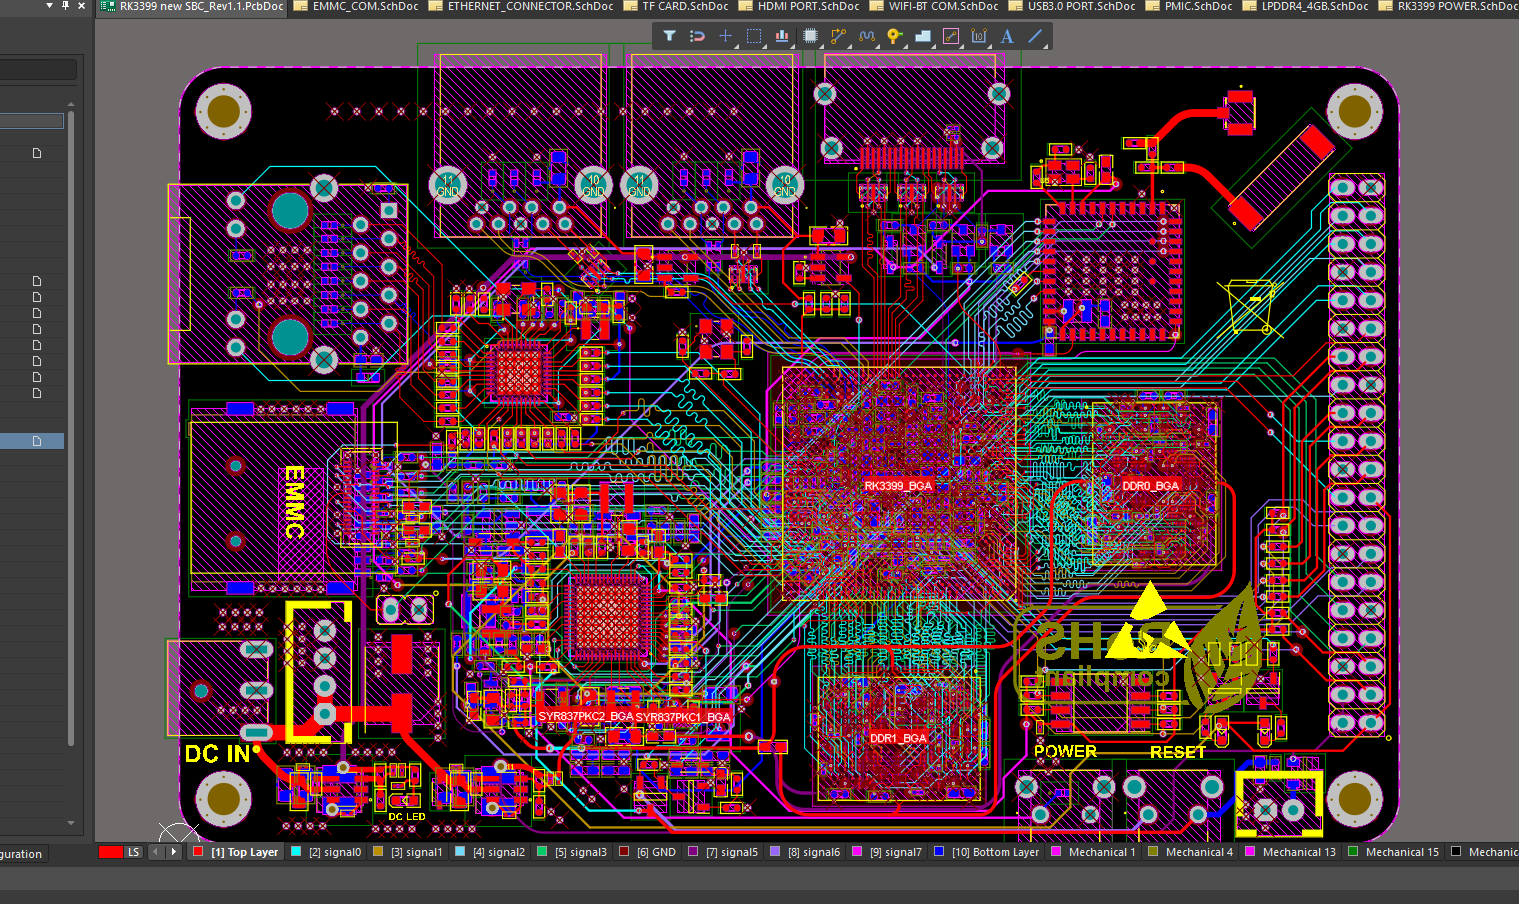 RK3399 new SBC_Rev1.1.PcbDoc
EMMC_COM.SchDoc
ETHERNET_CONNECTOR.SchDoc
TF CARD.SchDoc
HDMI PORT.SchDoc
WIFI-BT COM.SchDoc
USB3.0 PORT.SchDoc
PMIC.SchDoc
LPDDR4_4GB.SchDoc
RK3399 POWER.SchDoc
11
GND
10
GND
11
GND
10
GND
EMMC
RK3399_BGA
DDR0_BGA
RoHS
compliant
SYR837PKC2_BGA
SYR837PKC1_BGA
DDR1_BGA
DC IN
POWER
RESET
DC LED
guration
LS
[1] Top Layer
[2] signal0
[3] signal1
[4] signal2
[5] signal3
[6] GND
[7] signal5
[8] signal6
[9] signal7
[10] Bottom Layer
Mechanical 1
Mechanical 4
Mechanical 13
Mechanical 15
Mechanic